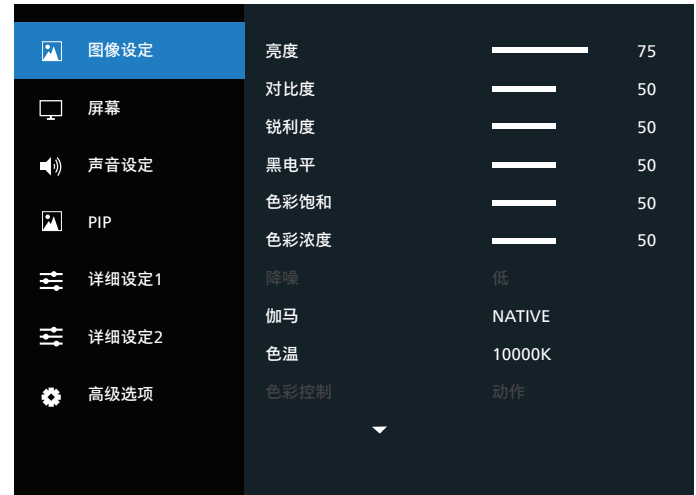 图像设定
屏幕
声音设定
PIP
详细设定1
详细设定2
高级选项
亮度 75
对比度 50
锐利度 50
黑电平 50
色彩饱和 50
色彩浓度 50
降噪 低
伽马 NATIVE
色温 10000K
色彩控制 动作